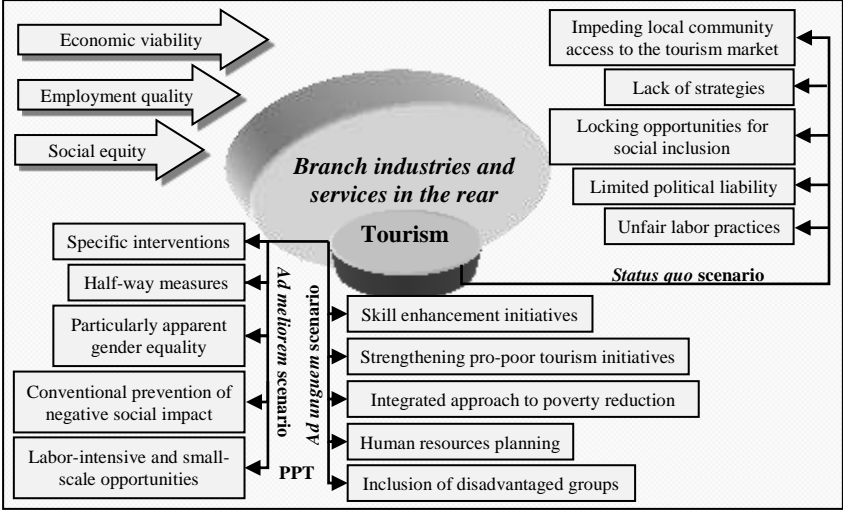 Economic viability
Employment quality
Social equity
Branch industries and
services in the rear
Tourism
Impeding local community
access to the tourism market
Lack of strategies
Locking opportunities for
social inclusion
Limited political liability
Unfair labor practices
Status quo scenario
Specific interventions
Half-way measures
Particularly apparent
gender equality
Conventional prevention of
negative social impact
Labor-intensive and small-
scale opportunities
Ad meliorem scenario
Ad unguem scenario
PPT
Skill enhancement initiatives
Strengthening pro-poor tourism initiatives
Integrated approach to poverty reduction
Human resources planning
Inclusion of disadvantaged groups